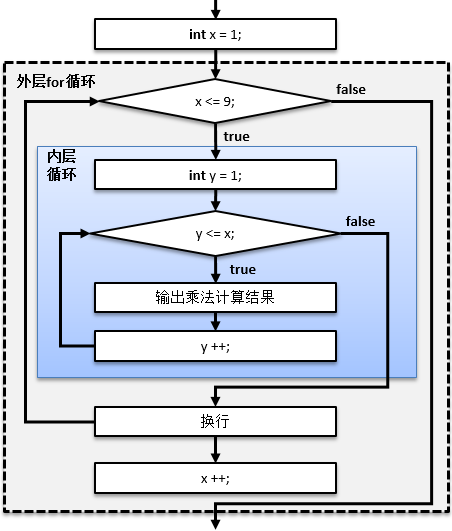 int x = 1;
外层for循环
x <= 9;
false
true
内层
循环
int y = 1;
y <= x;
false
true
输出乘法计算结果
y ++;
换行
x ++;